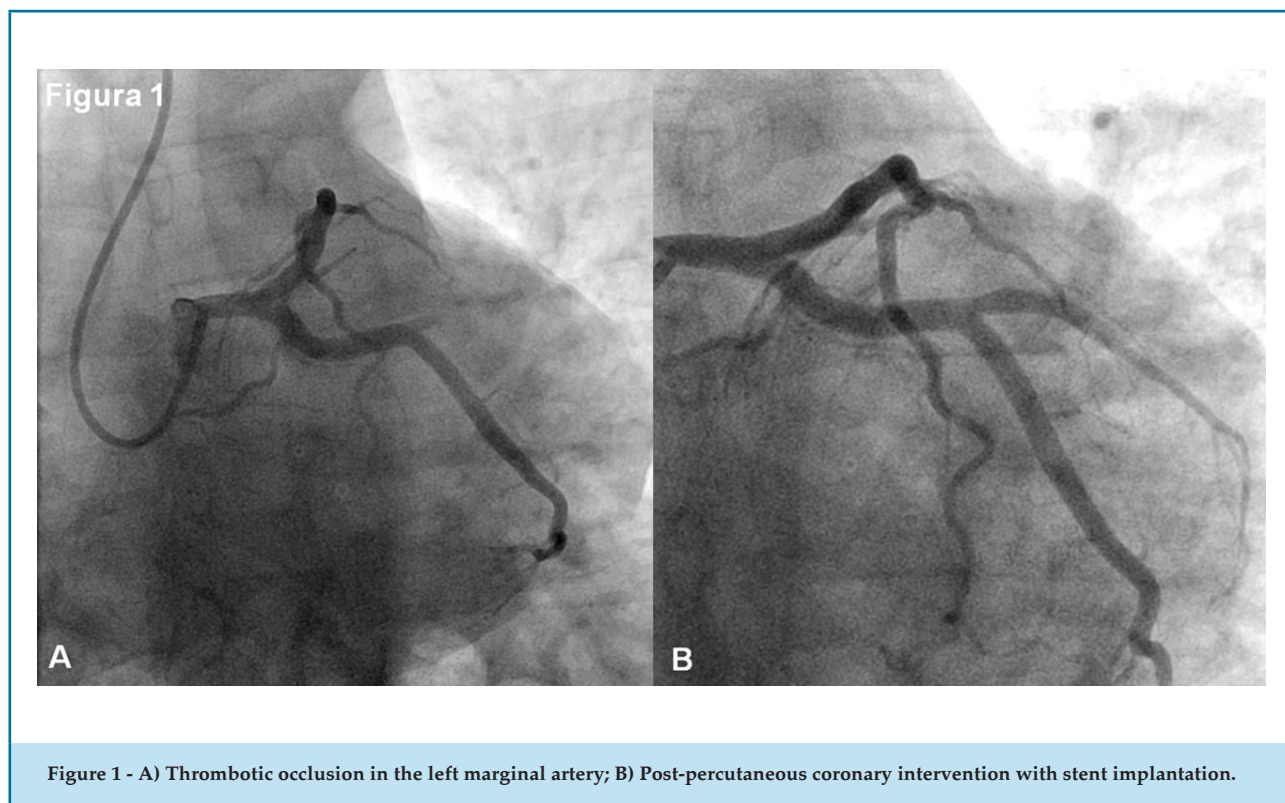 Figura 1
A
B
Figure 1 - A) Thrombotic occlusion in the left marginal artery; B) Post-percutaneous coronary intervention with stent implantation.